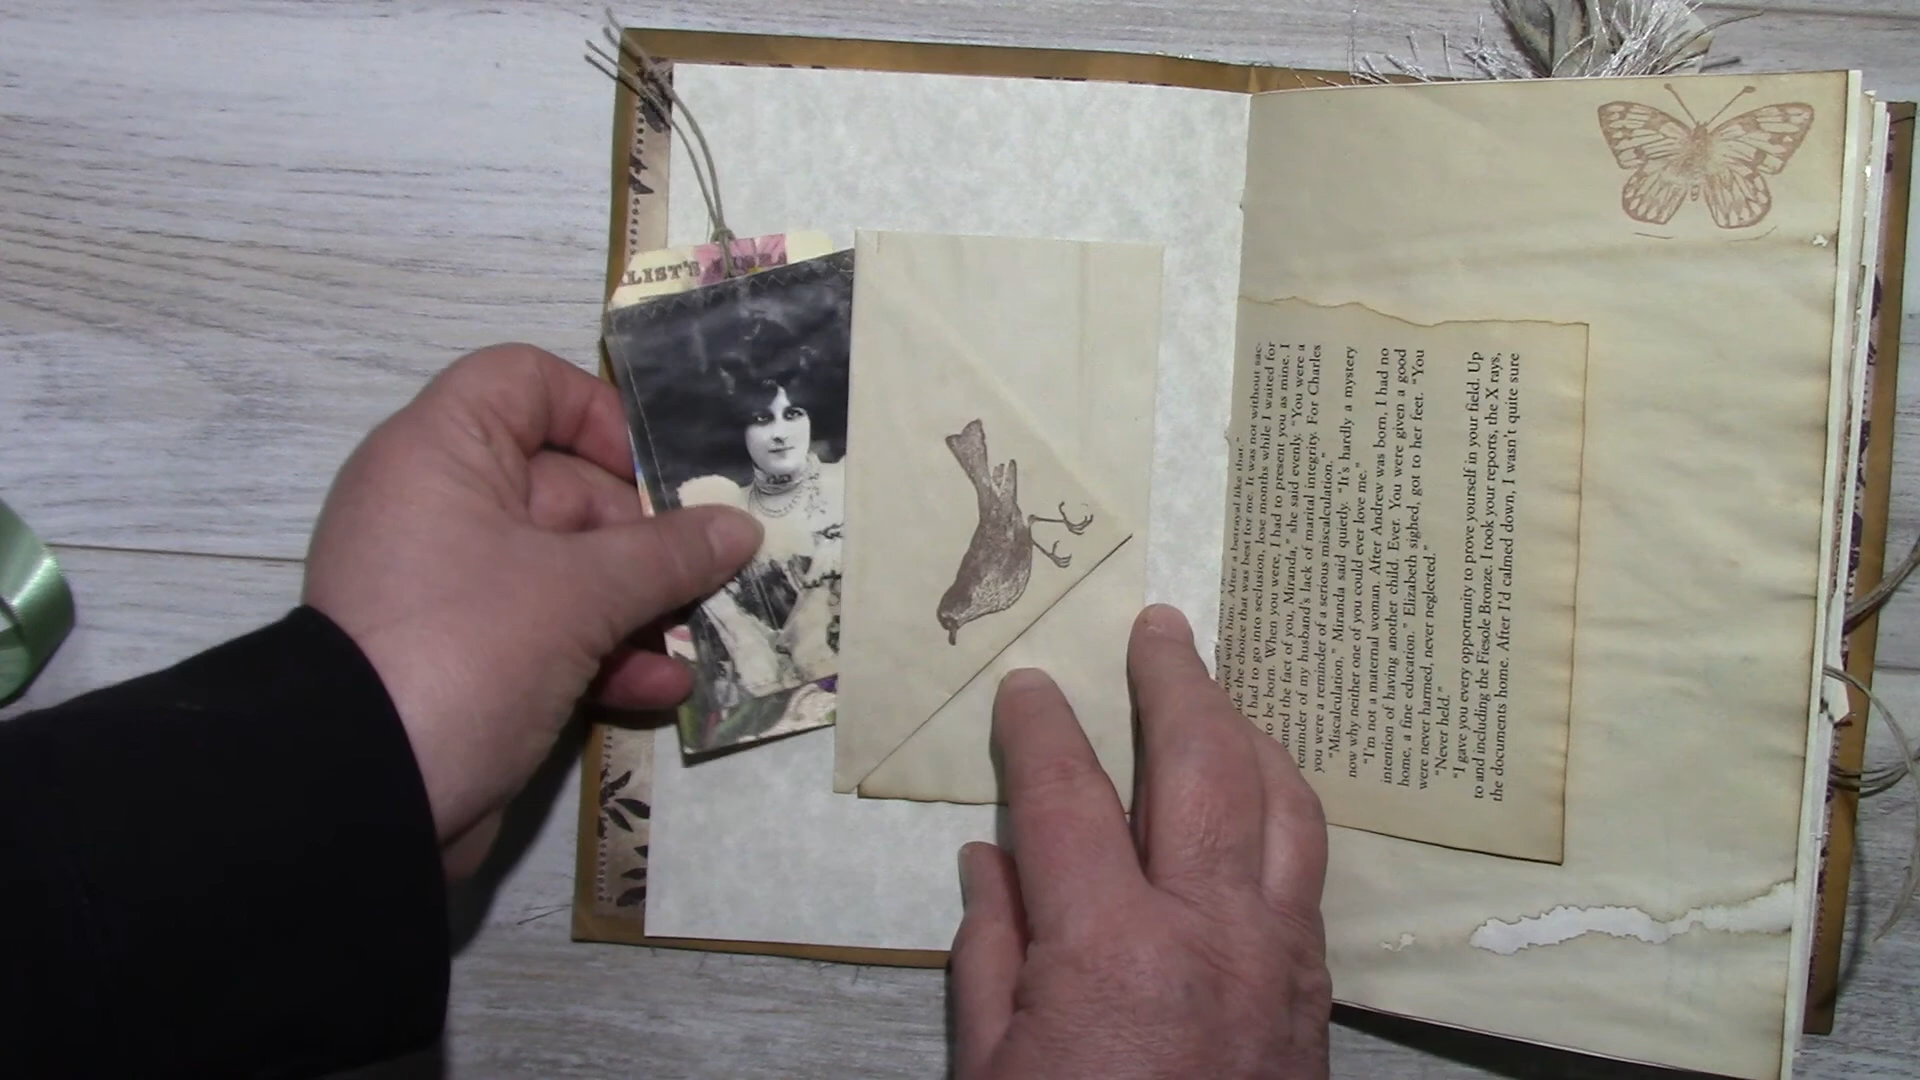 LIST'S
betrayal like that."
the choice that was best for me. It was not without sac-
I had to go into seclusion, lose months while I waited for
to be born. When you were, I had to present you as mine. I
the fact of you, Miranda," she said evenly. "You were a
reminder of my husband's lack of marital integrity. For Charles
you were a reminder of a serious miscalculation."
"Miscalculation," Miranda said quietly. "It's hardly a mystery
now why neither one of you could ever love me."
"I'm not a maternal woman. After Andrew was born, I had no
intention of having another child. Ever. You were given a good
home, a fine education." Elizabeth sighed, got to her feet. "You
were never harmed, never neglected."
"Never held."
"I gave you every opportunity to prove yourself in your field. Up
to and including the Fiesole Bronze. I took your reports, the X rays,
the documents home. After I'd calmed down, I wasn't quite sure